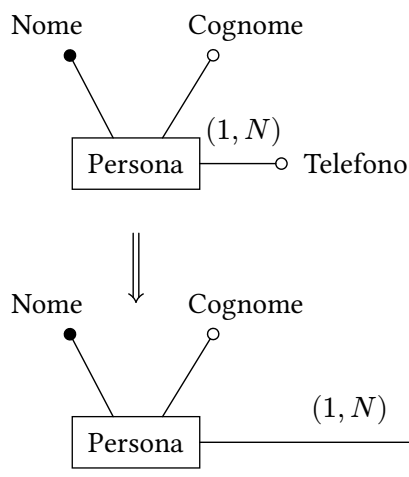 Nome Cognome
(1, N)
Persona Telefono
Nome Cognome
(1, N)
Persona